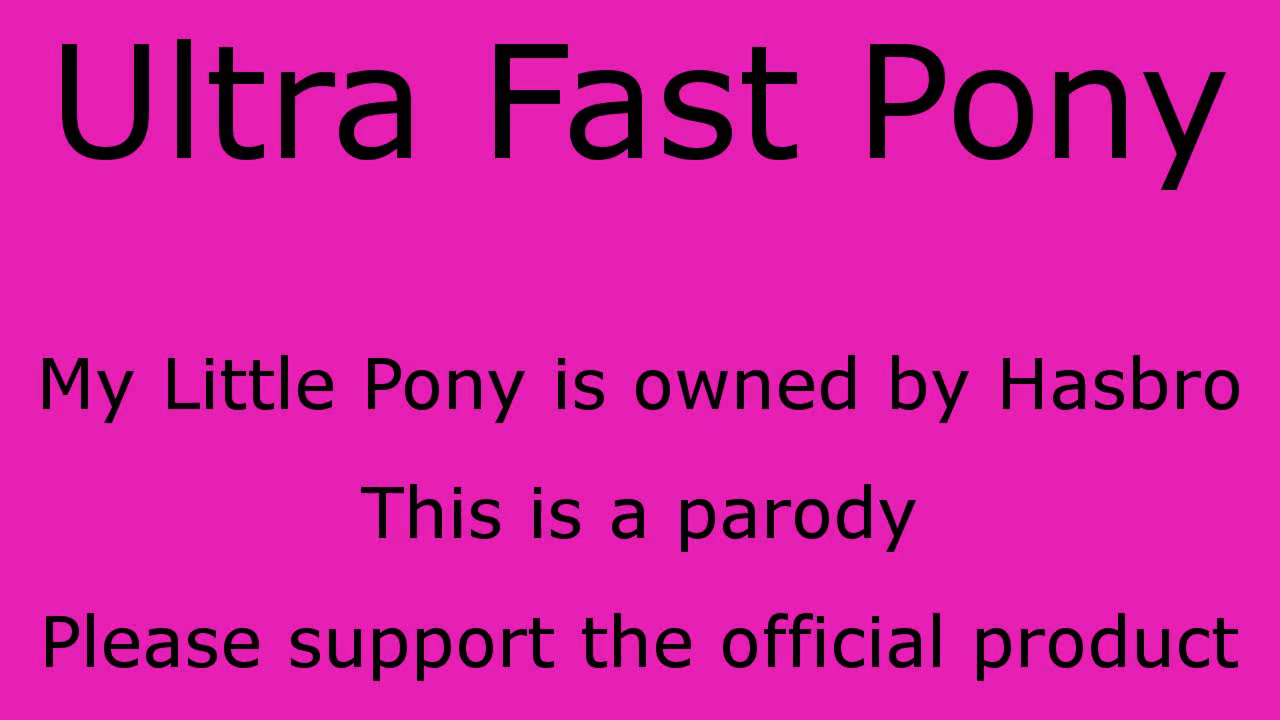 Ultra Fast Pony
My Little Pony is owned by Hasbro
This is a parody
Please support the official product